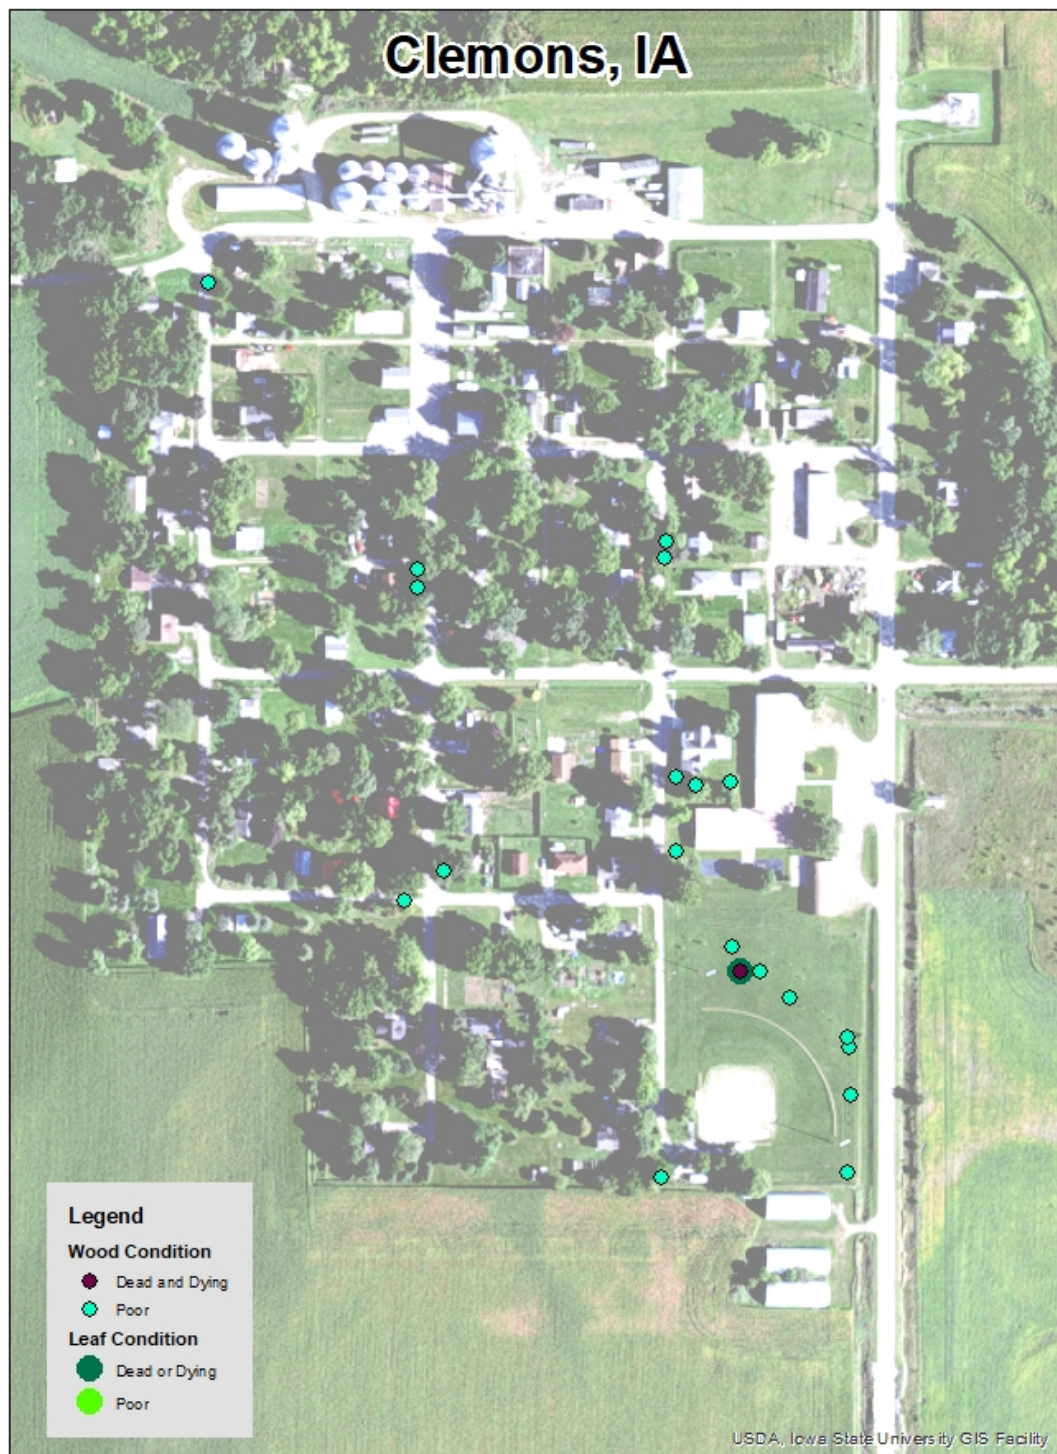 Clemons, IA
Legend
Wood Condition
Dead and Dying
Poor
Leaf Condition
Dead or Dying
Poor
USDA, Iowa State University GIS Facility